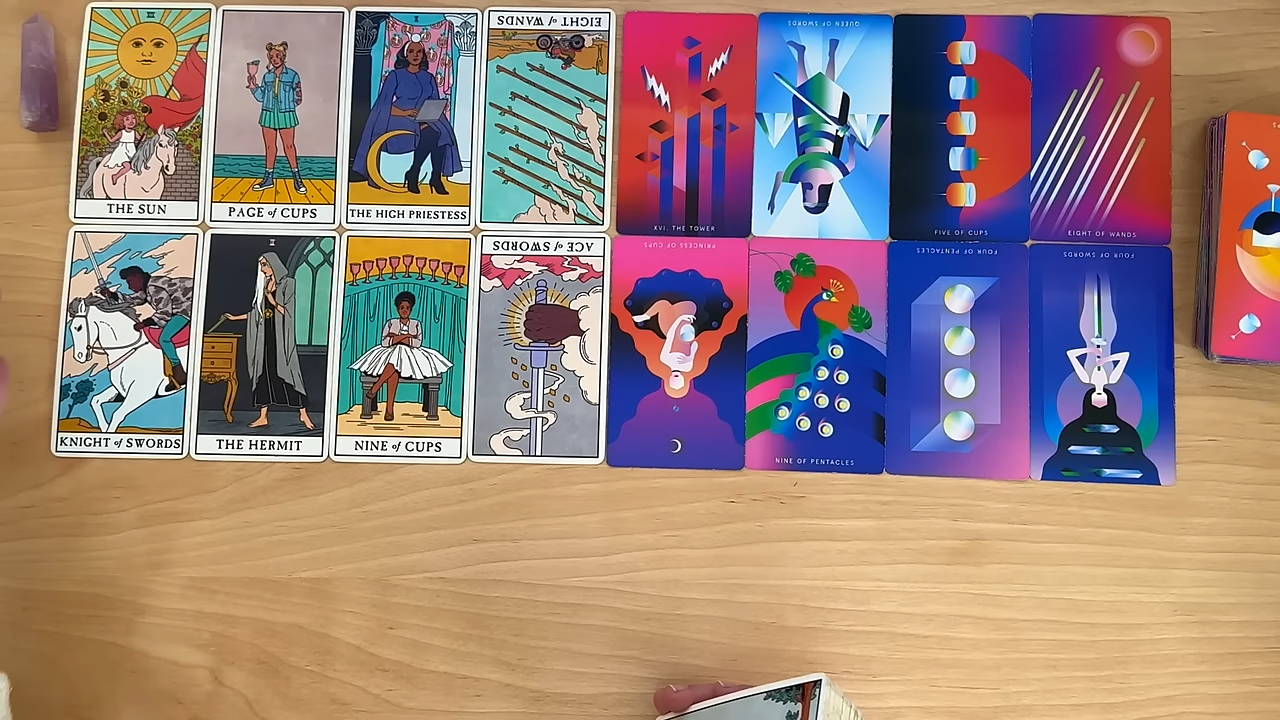 THE SUN
PAGE of CUPS
II
THE HIGH PRIESTESS
EIGHT of WANDS
XVI. THE TOWER
QUEEN OF SWORDS
FIVE OF CUPS
EIGHT OF WANDS
KNIGHT of SWORDS
THE HERMIT
NINE of CUPS
ACE of SWORDS
PRINCESS OF CUPS
NINE OF PENTACLES
FOUR OF PENTACLES
FOUR OF SWORDS